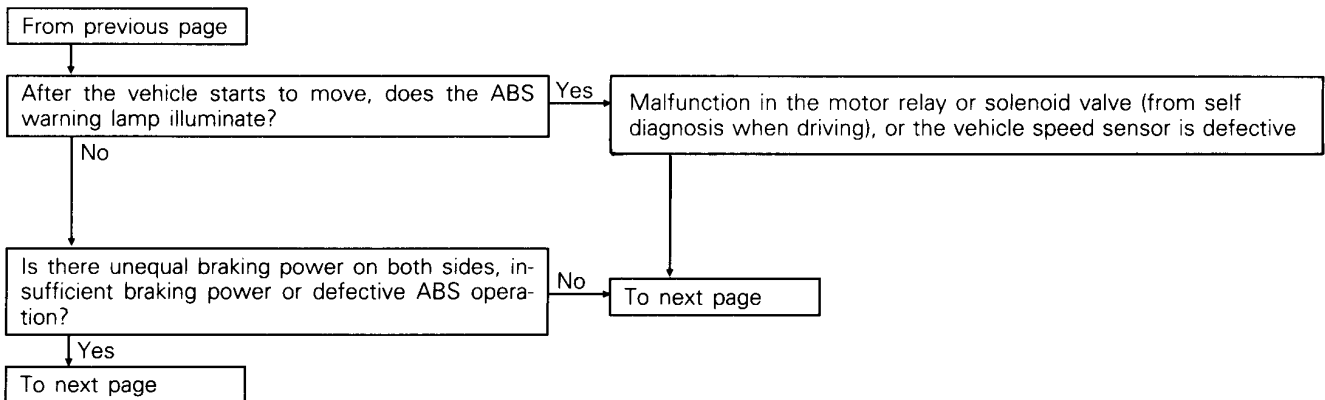 From previous page
After the vehicle starts to move, does the ABS
warning lamp illuminate?
Yes
Malfunction in the motor relay or solenoid valve (from self
diagnosis when driving), or the vehicle speed sensor is defective
No
Is there unequal braking power on both sides, in-
sufficient braking power or defective ABS opera-
tion?
No
To next page
Yes
To next page